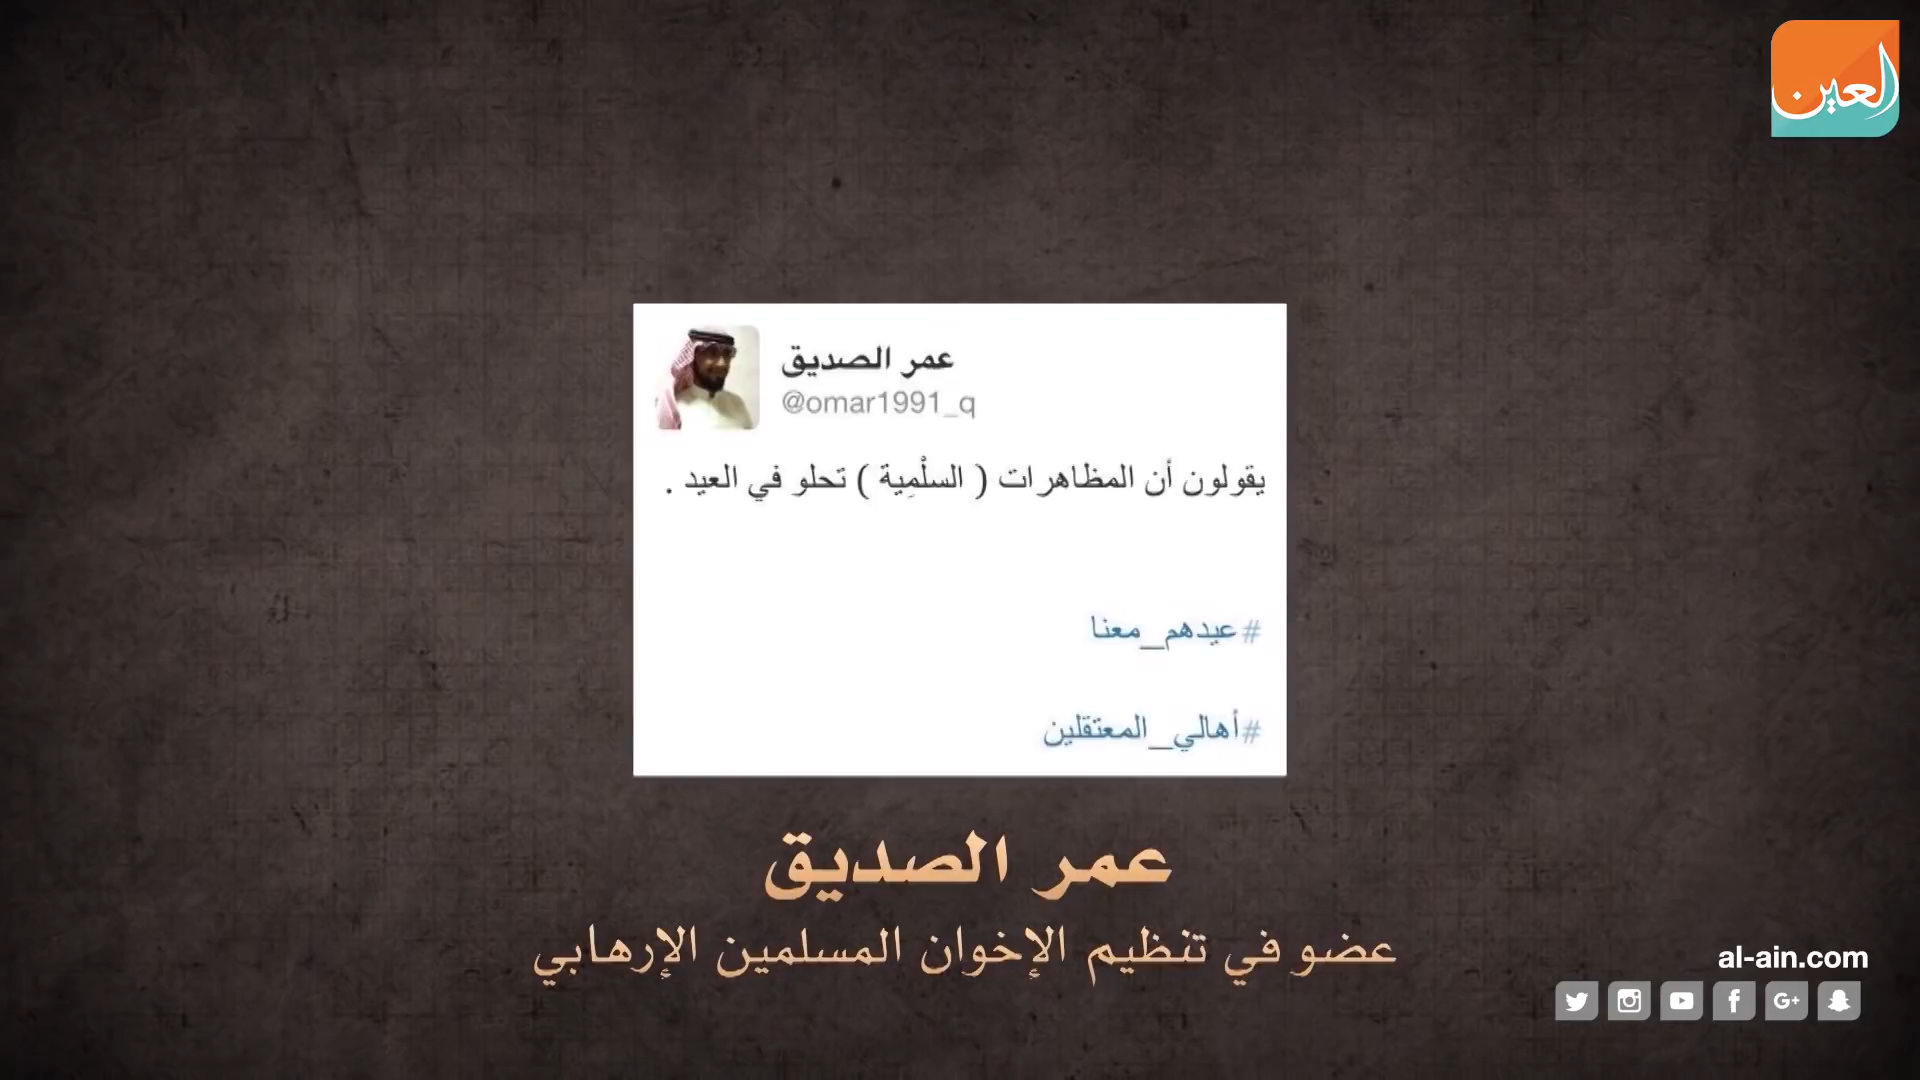 العين
عمر الصديق
@omar1991_q
يقولون أن المظاهرات ( السلْمِية ) تحلو في العيد .
#عيدهم_معنا
#أهالي_المعتقلين
عمر الصديق
عضو في تنظيم الإخوان المسلمين الإرهابي
al-ain.com
G+